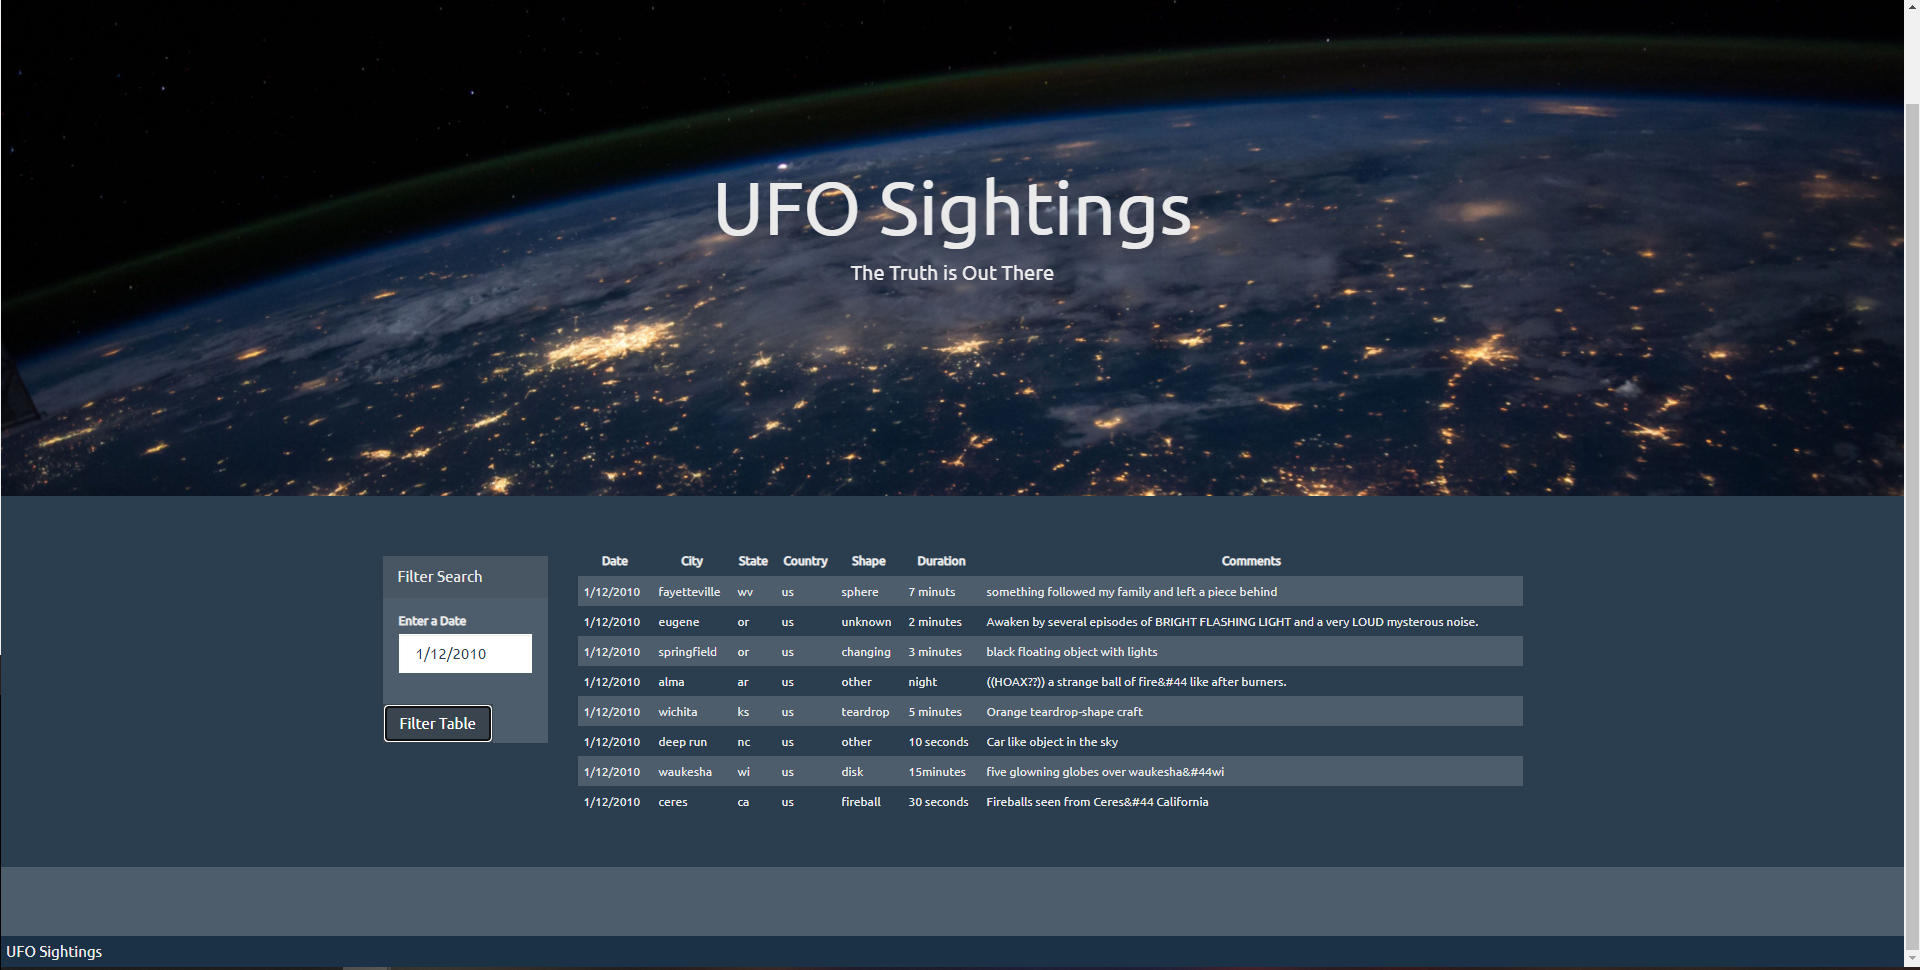 UFO Sightings
The Truth is Out There
Filter Search
Enter a Date
1/12/2010
Filter Table
Date City State Country Shape Duration Comments
1/12/2010 fayetteville wv us sphere 7 minuts something followed my family and left a piece behind
1/12/2010 eugene or us unknown 2 minutes Awaken by several episodes of BRIGHT FLASHING LIGHT and a very LOUD mysterous noise.
1/12/2010 springfield or us changing 3 minutes black floating object with lights
1/12/2010 alma ar us other night ((HOAX??)) a strange ball of fire&#44 like after burners.
1/12/2010 wichita ks us teardrop 5 minutes Orange teardrop-shape craft
1/12/2010 deep run nc us other 10 seconds Car like object in the sky
1/12/2010 waukesha wi us disk 15minutes five glowning globes over waukesha&#44wi
1/12/2010 ceres ca us fireball 30 seconds Fireballs seen from Ceres&#44 California
UFO Sightings